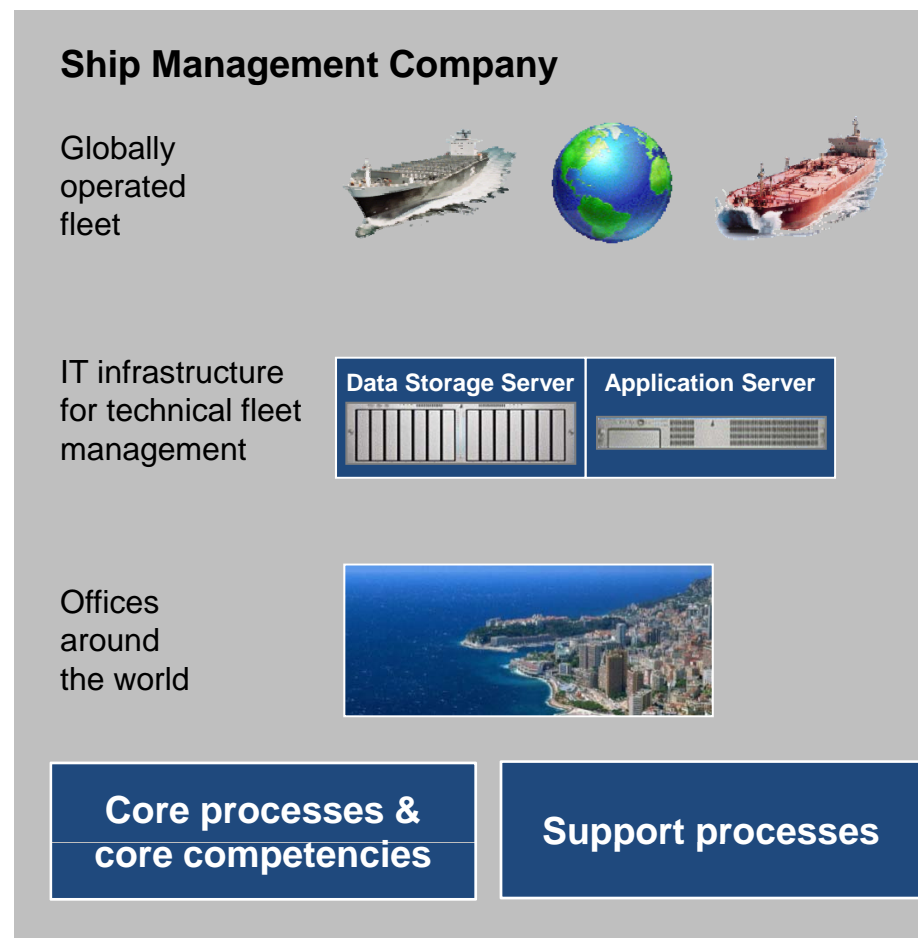 Ship Management Company
Globally
operated
fleet
IT infrastructure
for technical fleet
management
Data Storage Server
Application Server
Offices
around
the world
Core processes &
core competencies
Support processes